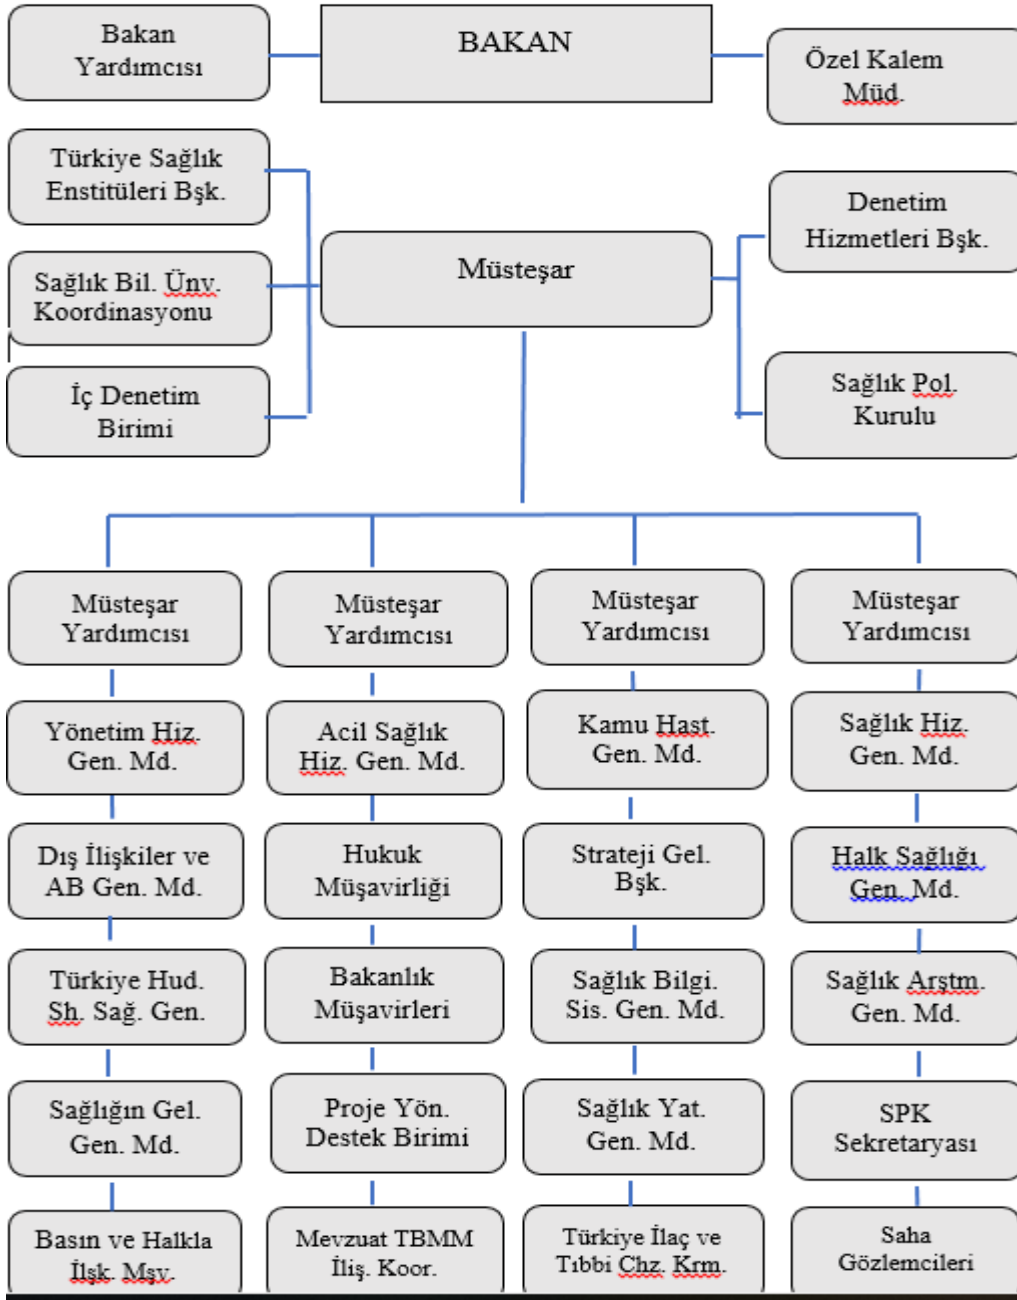 Bakan
Yardımcısı
BAKAN
Özel Kalem
Müd.
Türkiye Sağlık
Enstitüleri Bşk.
Denetim
Hizmetleri Bşk.
Müsteşar
Sağlık Bil. Ünv.
Koordinasyonu
İç Denetim
Birimi
Sağlık Pol.
Kurulu
Müsteşar
Yardımcısı
Müsteşar
Yardımcısı
Müsteşar
Yardımcısı
Müsteşar
Yardımcısı
Yönetim Hiz.
Gen. Md.
Acil Sağlık
Hiz. Gen. Md.
Kamu Hast.
Gen. Md.
Sağlık Hiz.
Gen. Md.
Dış İlişkiler ve
AB Gen. Md.
Hukuk
Müşavirliği
Strateji Gel.
Bşk.
Halk Sağlığı
Gen. Md.
Türkiye Hud.
Sh. Sağ. Gen.
Bakanlık
Müşavirleri
Sağlık Bilgi.
Sis. Gen. Md.
Sağlık Arştm.
Gen. Md.
Sağlığın Gel.
Gen. Md.
Proje Yön.
Destek Birimi
Sağlık Yat.
Gen. Md.
SPK
Sekretaryası
Basın ve Halkla
İlşk. Mşv.
Mevzuat TBMM
İliş. Koor.
Türkiye İlaç ve
Tıbbi Chz. Krm.
Saha
Gözlemcileri